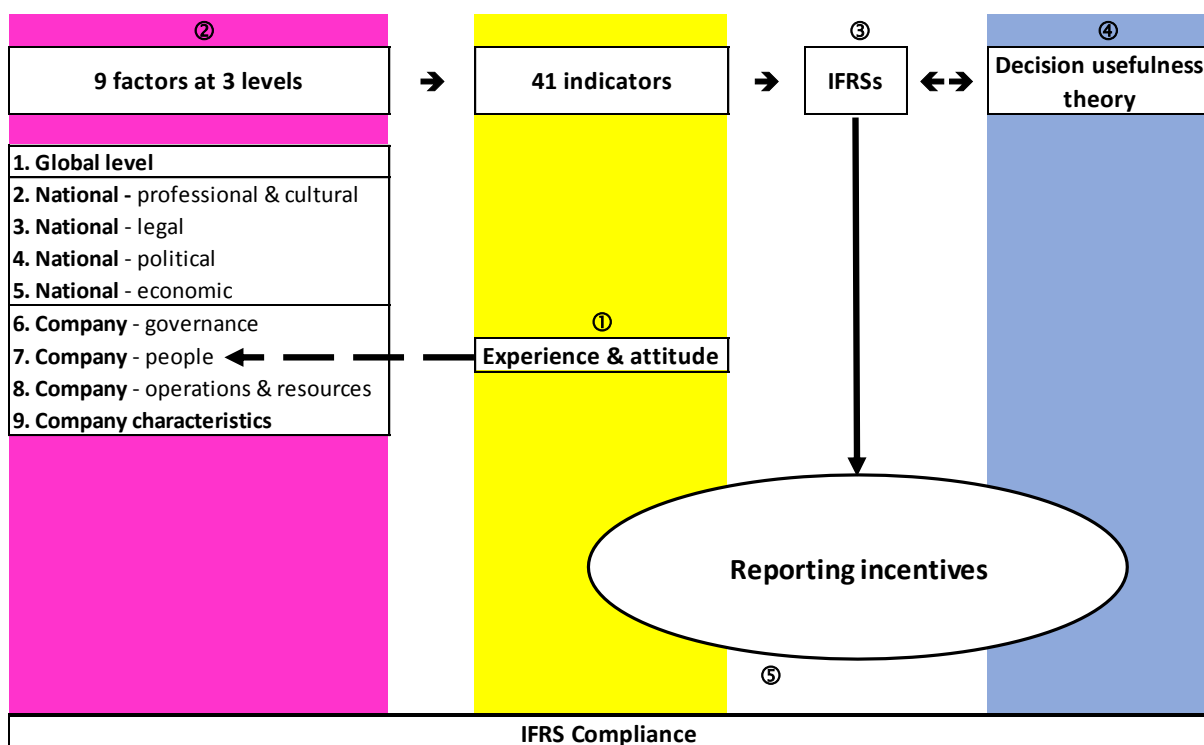 ②
③
④
9 factors at 3 levels
41 indicators
IFRSs
Decision usefulness
theory
1. Global level
2. National - professional & cultural
3. National - legal
4. National - political
5. National - economic
6. Company - governance
7. Company - people
8. Company - operations & resources
9. Company characteristics
①
Experience & attitude
Reporting incentives
⑤
IFRS Compliance